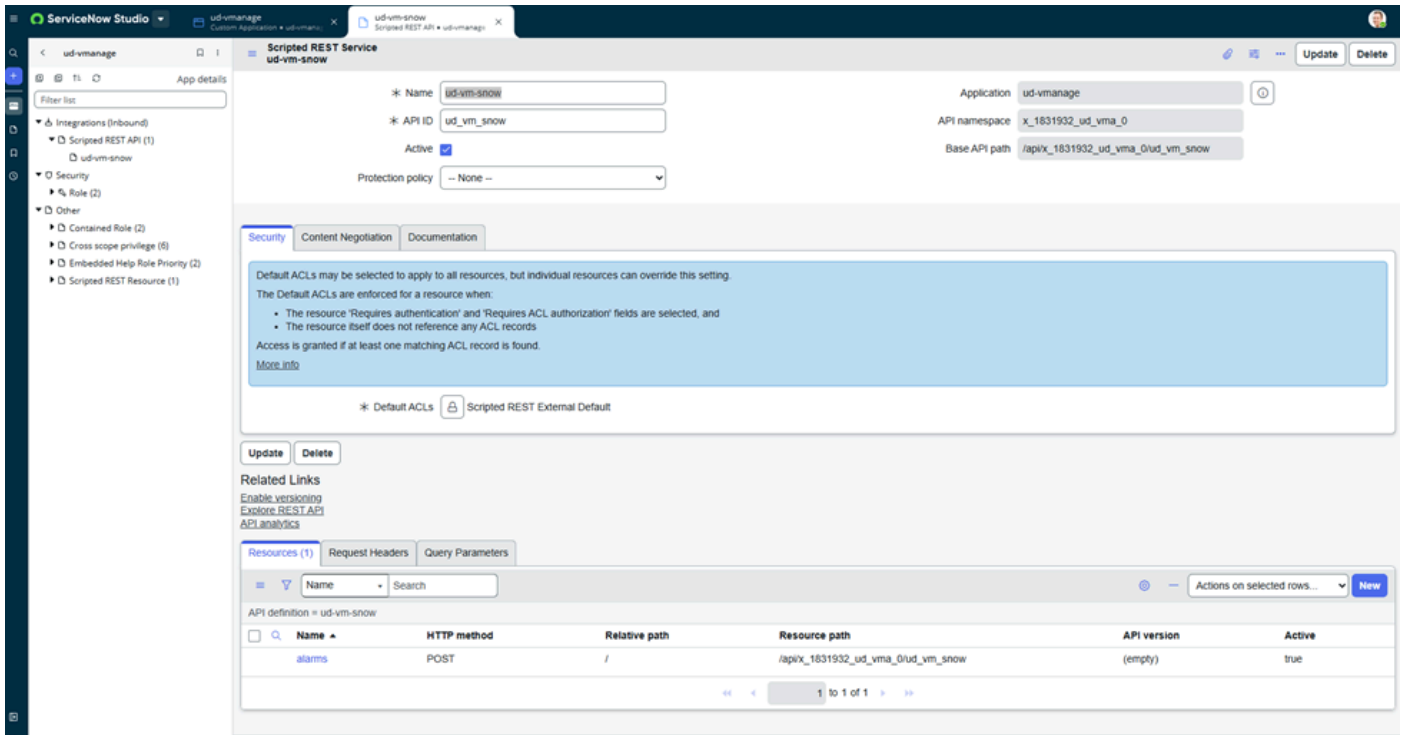 ServiceNow Studio
ud-vmanage
Custom Application • ud-vmana
ud-vm-snow
Scripted REST API • ud-vmanage
ud-vmanage
App details
Filter list
Integrations (Inbound)
Scripted REST API (1)
ud-vm-snow
Security
Role (2)
Other
Contained Role (2)
Cross scope privilege (6)
Embedded Help Role Priority (2)
Scripted REST Resource (1)
Scripted REST Service
ud-vm-snow
Update
Delete
Name ud-vm-snow
API ID ud_vm_snow
Active
Protection policy -- None --
Application ud-vmanage
API namespace x_1831932_ud_vma_0
Base API path /api/x_1831932_ud_vma_0/ud_vm_snow
Security Content Negotiation Documentation
Default ACLs may be selected to apply to all resources, but individual resources can override this setting.
The Default ACLs are enforced for a resource when:
• The resource 'Requires authentication' and 'Requires ACL authorization' fields are selected, and
• The resource itself does not reference any ACL records
Access is granted if at least one matching ACL record is found.
More info
Default ACLs Scripted REST External Default
Update Delete
Related Links
Enable versioning
Explore REST API
API analytics
Resources (1) Request Headers Query Parameters
Name Search Actions on selected rows... New
API definition = ud-vm-snow
Name HTTP method Relative path Resource path API version Active
alarms POST / /api/x_1831932_ud_vma_0/ud_vm_snow (empty) true
1 to 1 of 1